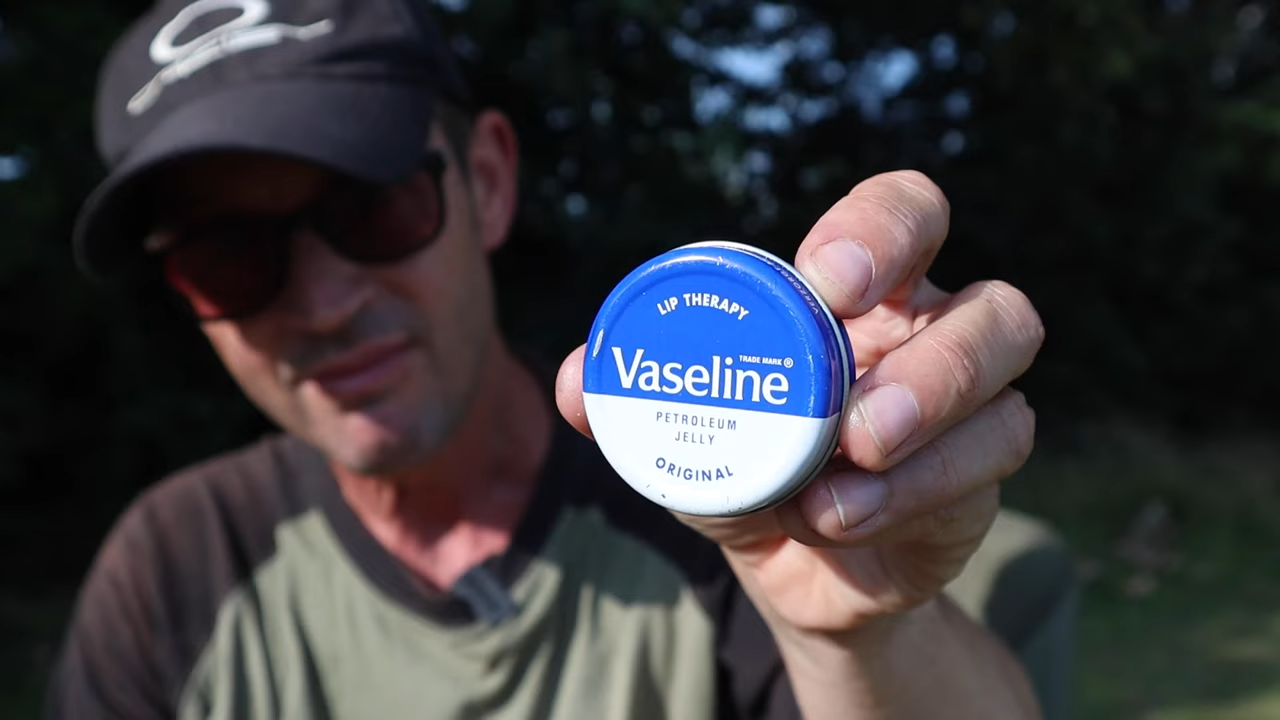 LIP THERAPY
TRADE MARK®
Vaseline
PETROLEUM
JELLY
ORIGINAL